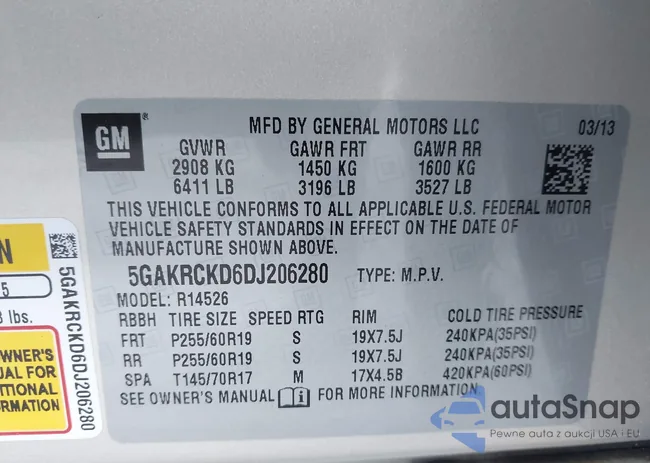 GM
MFD BY GENERAL MOTORS LLC 03/13
GVWR GAWR FRT GAWR RR
2908 KG 1450 KG 1600 KG
6411 LB 3196 LB 3527 LB
THIS VEHICLE CONFORMS TO ALL APPLICABLE U.S. FEDERAL MOTOR
VEHICLE SAFETY STANDARDS IN EFFECT ON THE DATE OF
MANUFACTURE SHOWN ABOVE.
5GAKRCKD6DJ206280 TYPE: M.P.V.
MODEL: R14526
RBBH TIRE SIZE SPEED RTG RIM COLD TIRE PRESSURE
FRT P255/60R19 S 19X7.5J 240KPA(35PSI)
RR P255/60R19 S 19X7.5J 240KPA(35PSI)
SPA T145/70R17 M 17X4.5B 420KPA(60PSI)
SEE OWNER'S MANUAL i FOR MORE INFORMATION
N
5
lbs.
OWNER'S
FOR
5GAKRCKD6DJ206280
autaSnap
Pewne auta z aukcji USA • EU